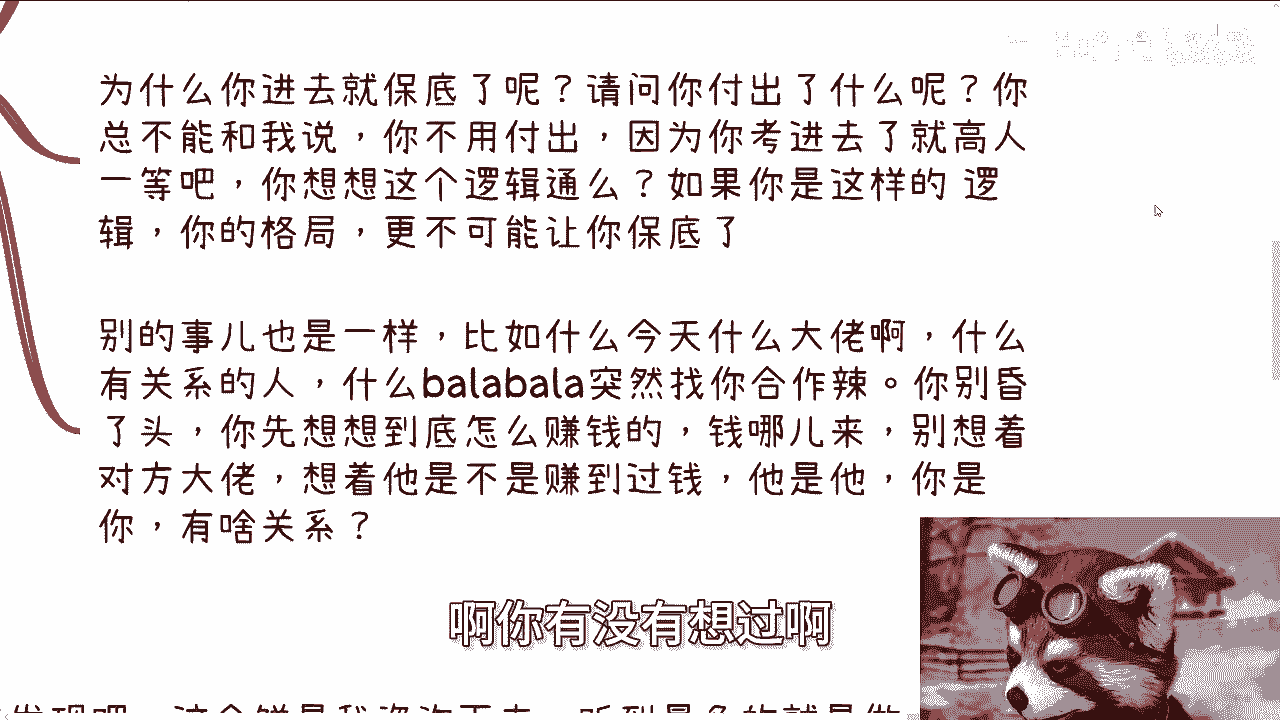 为什么你进去就保底了呢？请问你付出了什么呢？你
总不能和我说，你不用付出，因为你考进去了就高人
一等吧，你想想这个逻辑通么？如果你是这样的 逻
辑，你的格局，更不可能让你保底了
别的事儿也是一样，比如什么今天什么大佬啊，什么
有关系的人，什么balabala突然找你合作辣。你别昏
了头，你先想想到底怎么赚钱的，钱哪儿来，别想着
对方大佬，想着他是不是赚到过钱，他是他，你是
你，有啥关系？
啊你有没有想过啊